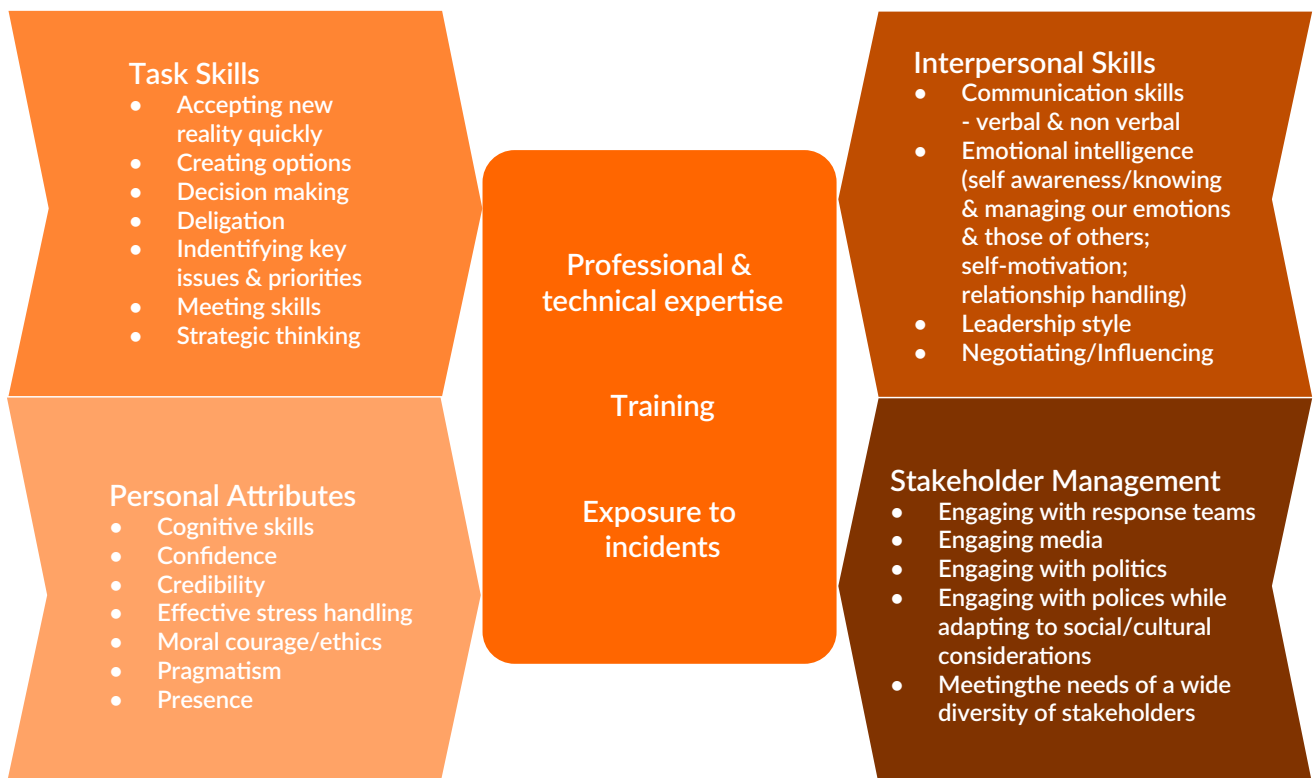 Task Skills
● Accepting new
reality quickly
● Creating options
● Decision making
● Deligation
● Indentifying key
issues & priorities
● Meeting skills
● Strategic thinking
Personal Attributes
● Cognitive skills
● Confidence
● Credibility
● Effective stress handling
● Moral courage/ethics
● Pragmatism
● Presence
Professional &
technical expertise
Training
Exposure to
incidents
Interpersonal Skills
● Communication skills
- verbal & non verbal
● Emotional intelligence
(self awareness/knowing
& managing our emotions
& those of others;
self-motivation;
relationship handling)
● Leadership style
● Negotiating/Influencing
Stakeholder Management
● Engaging with response teams
● Engaging media
● Engaging with politics
● Engaging with polices while
adapting to social/cultural
considerations
● Meetingthe needs of a wide
diversity of stakeholders